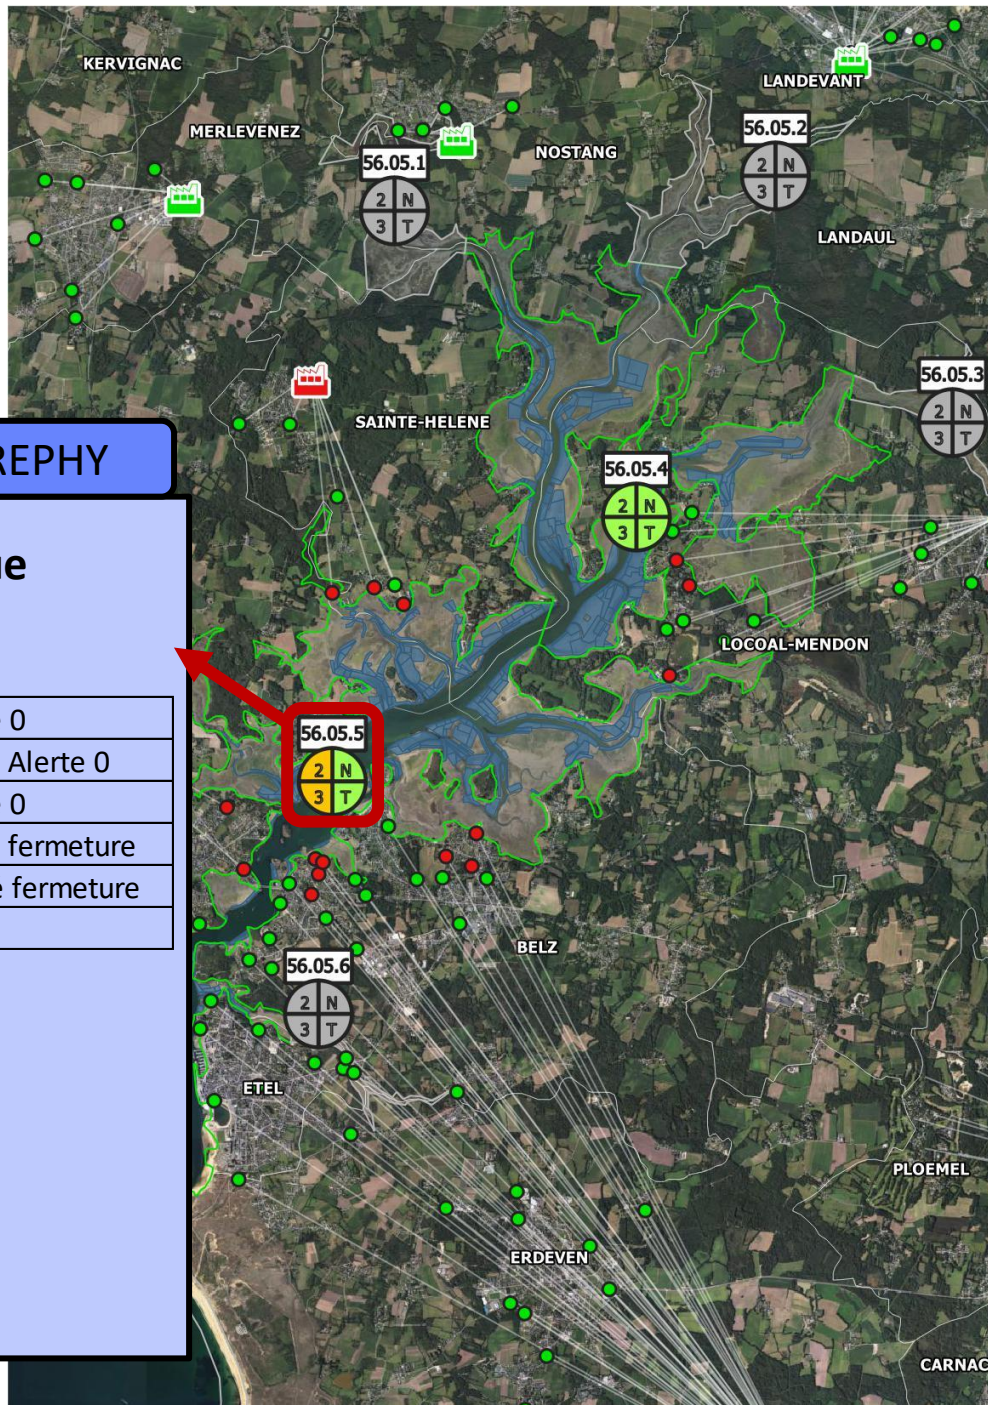 KERVIGNAC
LANDEVANT
MERLEVENEZ
56.05.2
2 N
3 T
NOSTANG
56.05.1
2 N
3 T
LANDAUL
56.05.3
2 N
3 T
SAINTE-HELENE
REPHY
56.05.4
2 N
3 T
ue
LOCOAL-MENDON
0
Alerte 0
0
fermeture
e fermeture
56.05.5
2 N
3 T
BELZ
56.05.6
2 N
3 T
ETEL
PLOEMEL
ERDEVEN
CARNAC